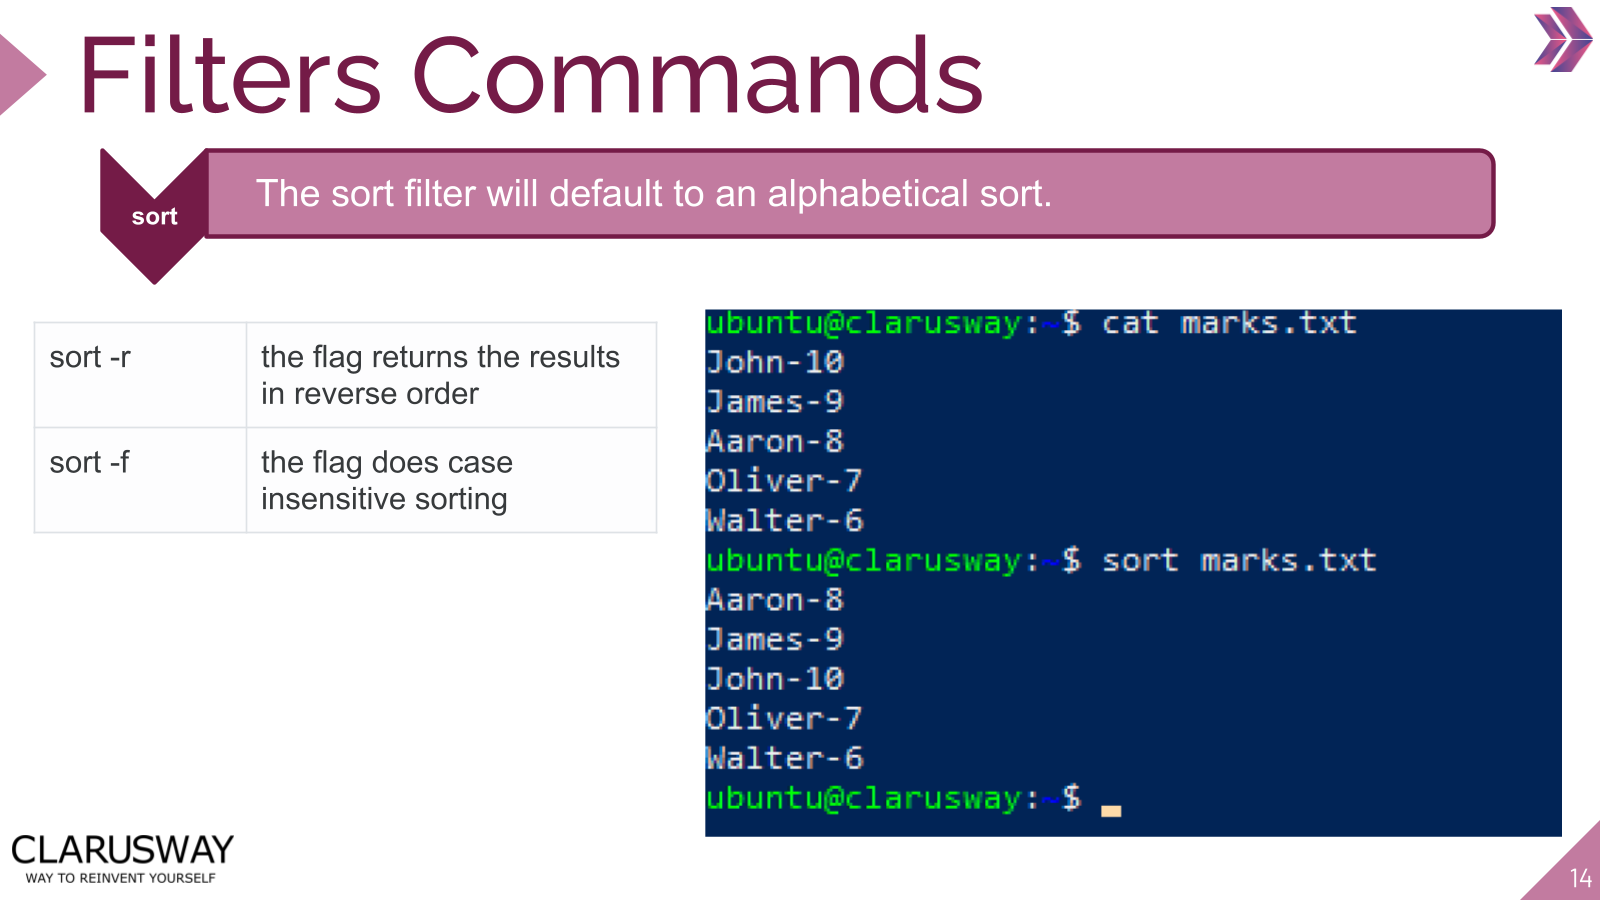 Filters Commands
sort
The sort filter will default to an alphabetical sort.
sort -r
the flag returns the results
in reverse order
sort -f
the flag does case
insensitive sorting
ubuntu@clarusway:~$ cat marks.txt
John-10
James-9
Aaron-8
Oliver-7
Walter-6
ubuntu@clarusway:~$ sort marks.txt
Aaron-8
James-9
John-10
Oliver-7
Walter-6
ubuntu@clarusway:~$
CLARUSWAY
WAY TO REINVENT YOURSELF
14